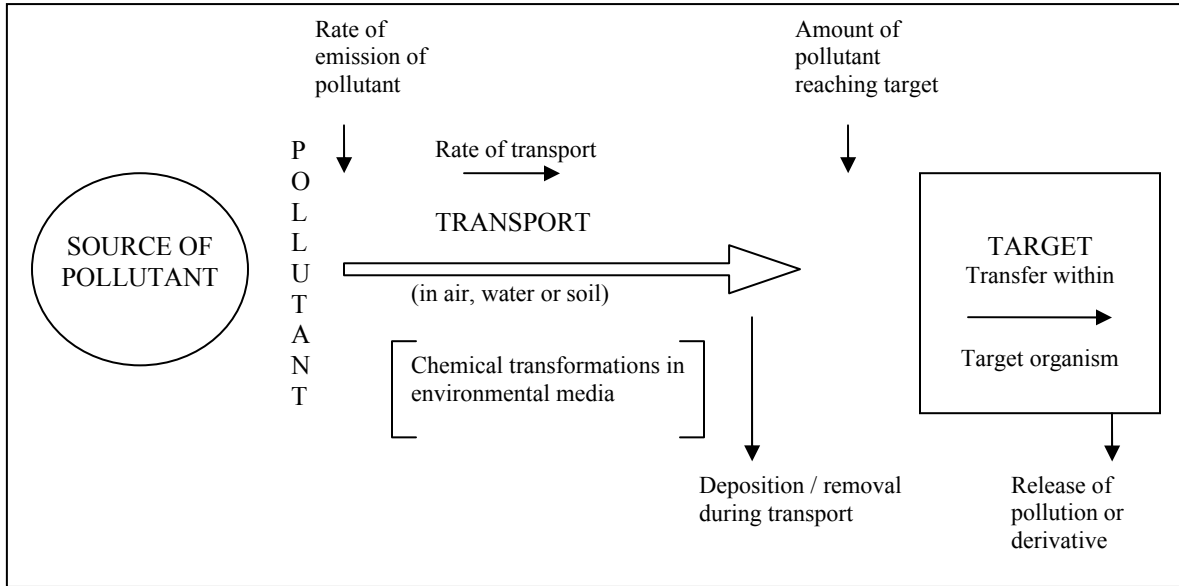 Rate of
emission of
pollutant
Amount of
pollutant
reaching target
SOURCE OF
POLLUTANT
P
O
L
L
U
T
A
N
T
Rate of transport
TRANSPORT
(in air, water or soil)
Chemical transformations in
environmental media
Deposition / removal
during transport
TARGET
Transfer within
Target organism
Release of
pollution or
derivative